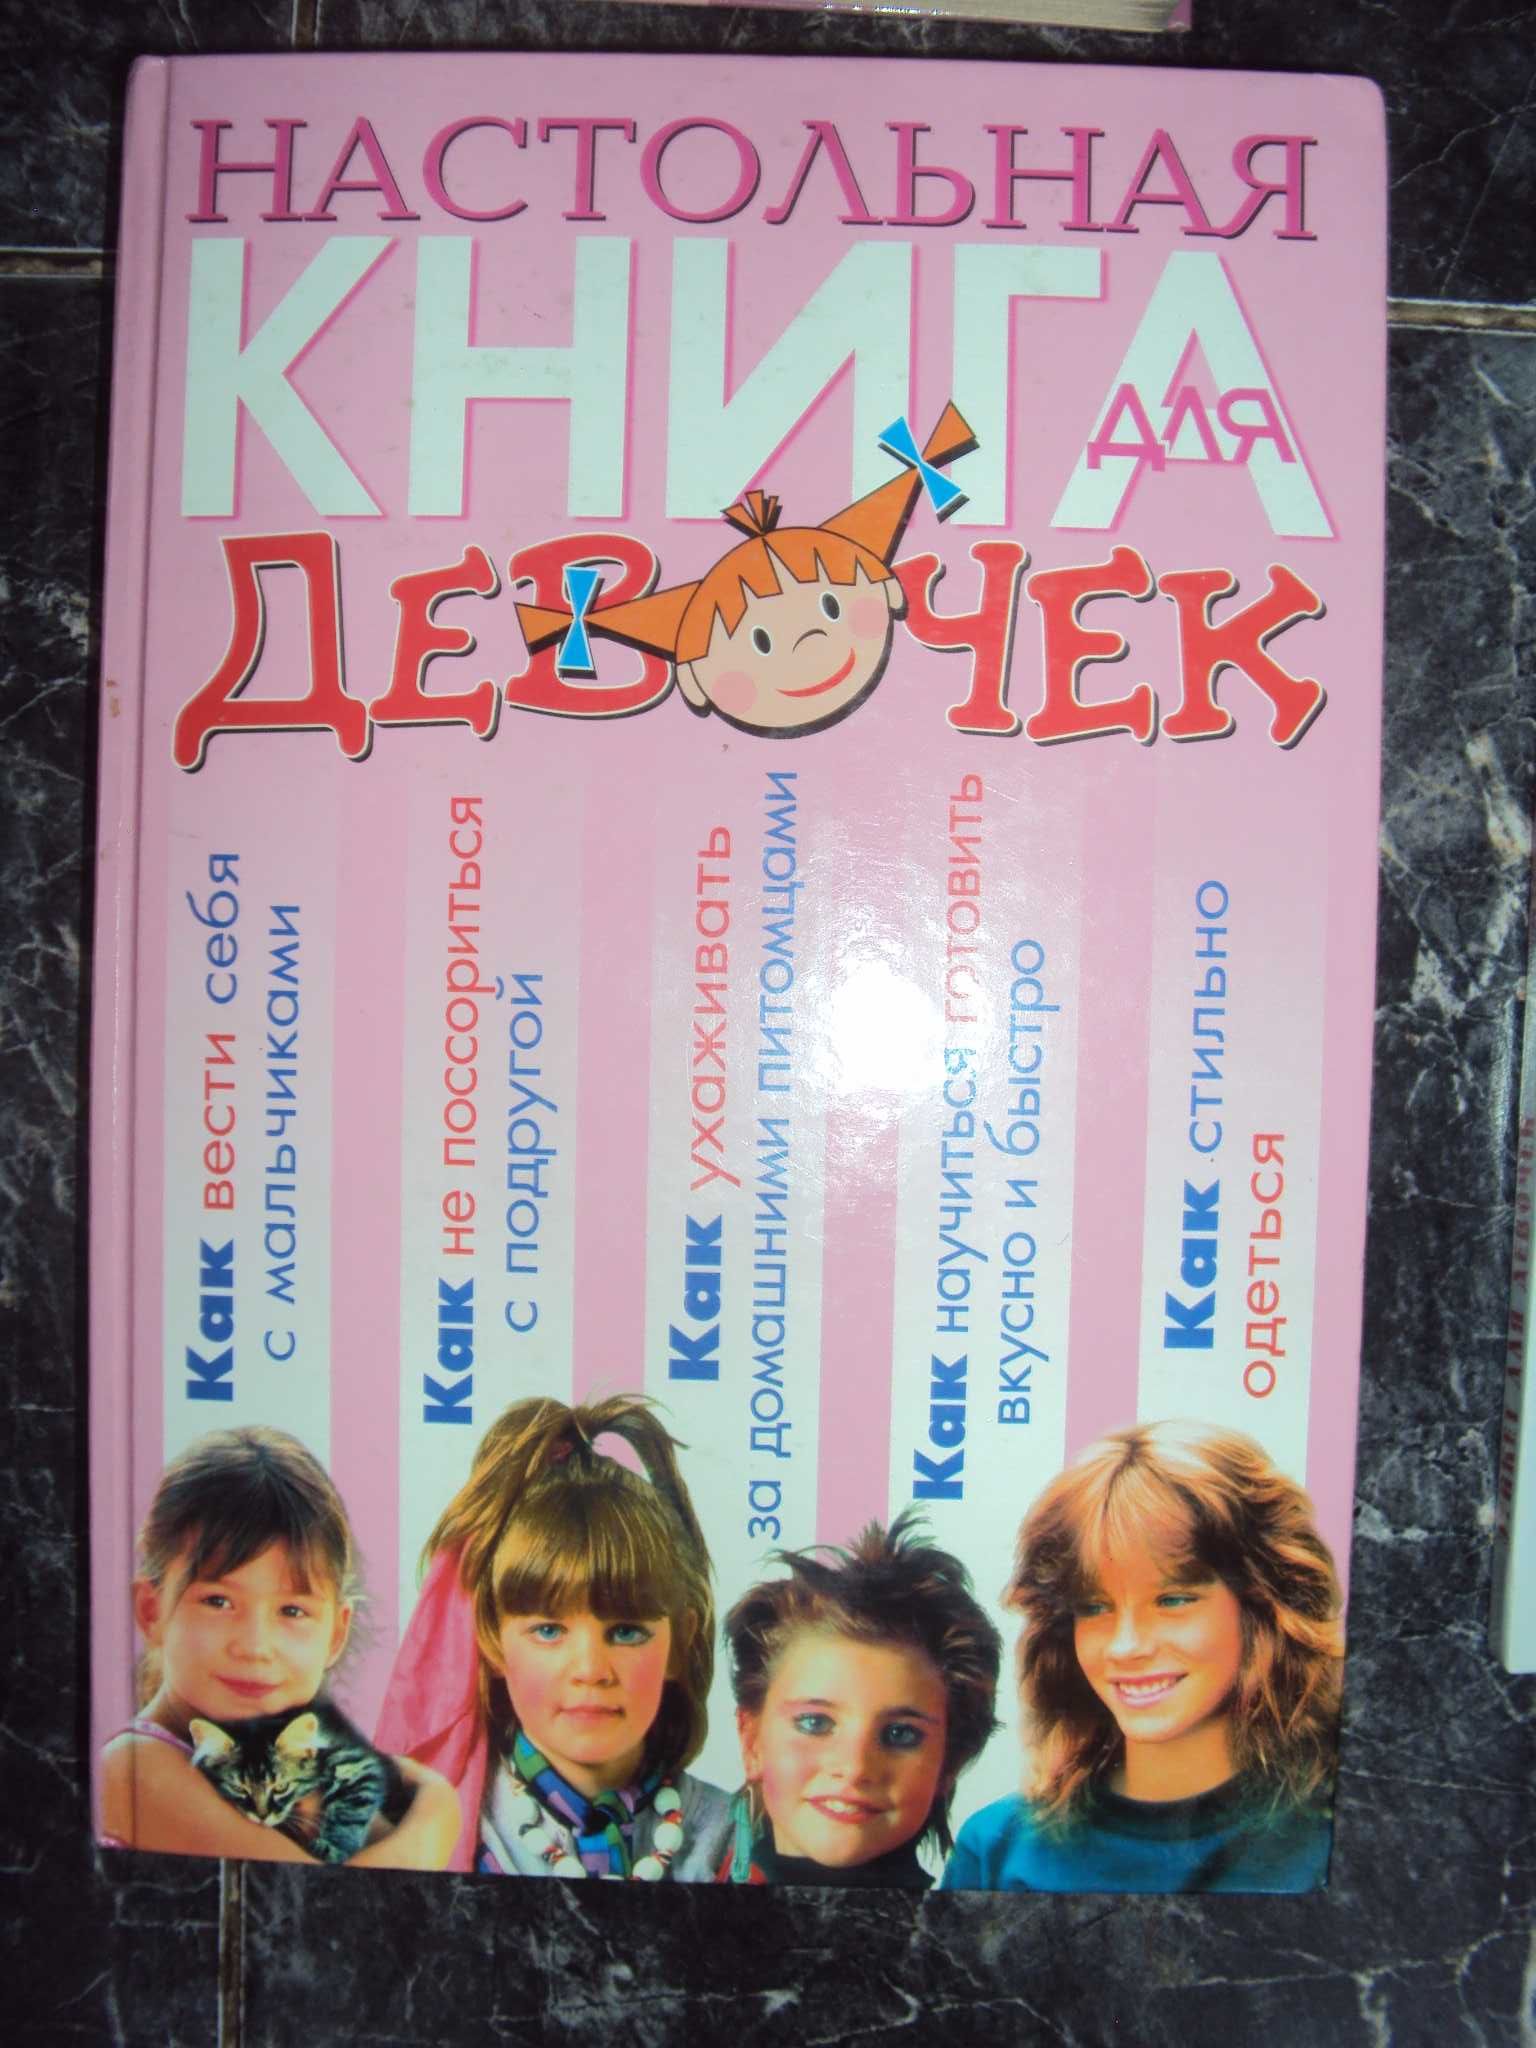 НАСТОЛЬНАЯ
КНИГА
ДЛЯ
ДЕВОЧЕК
Как вести себя
с мальчиками
Как не поссориться
с подругой
Как ухаживать
за домашними питомцами
Как научиться готовить
вкусно и быстро
Как стильно
одеться